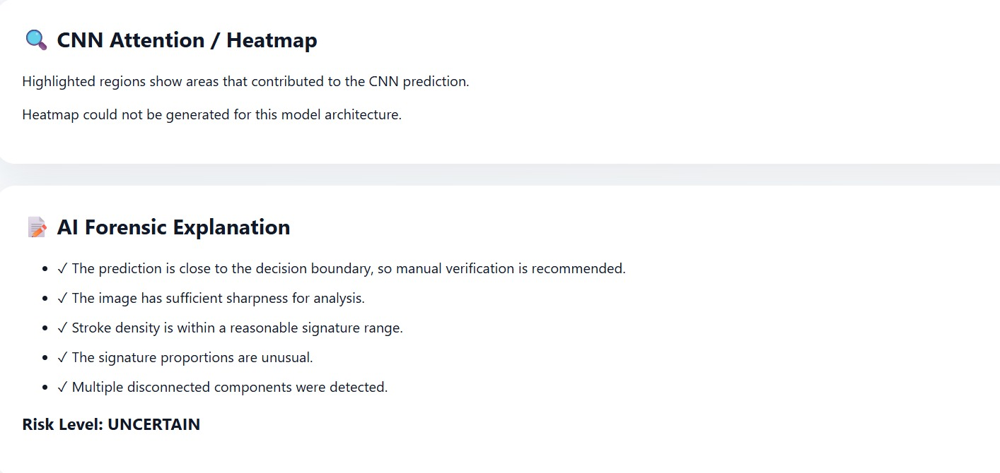 🔍 CNN Attention / Heatmap
Highlighted regions show areas that contributed to the CNN prediction.
Heatmap could not be generated for this model architecture.
📝 AI Forensic Explanation
• ✓ The prediction is close to the decision boundary, so manual verification is recommended.
• ✓ The image has sufficient sharpness for analysis.
• ✓ Stroke density is within a reasonable signature range.
• ✓ The signature proportions are unusual.
• ✓ Multiple disconnected components were detected.
Risk Level: UNCERTAIN